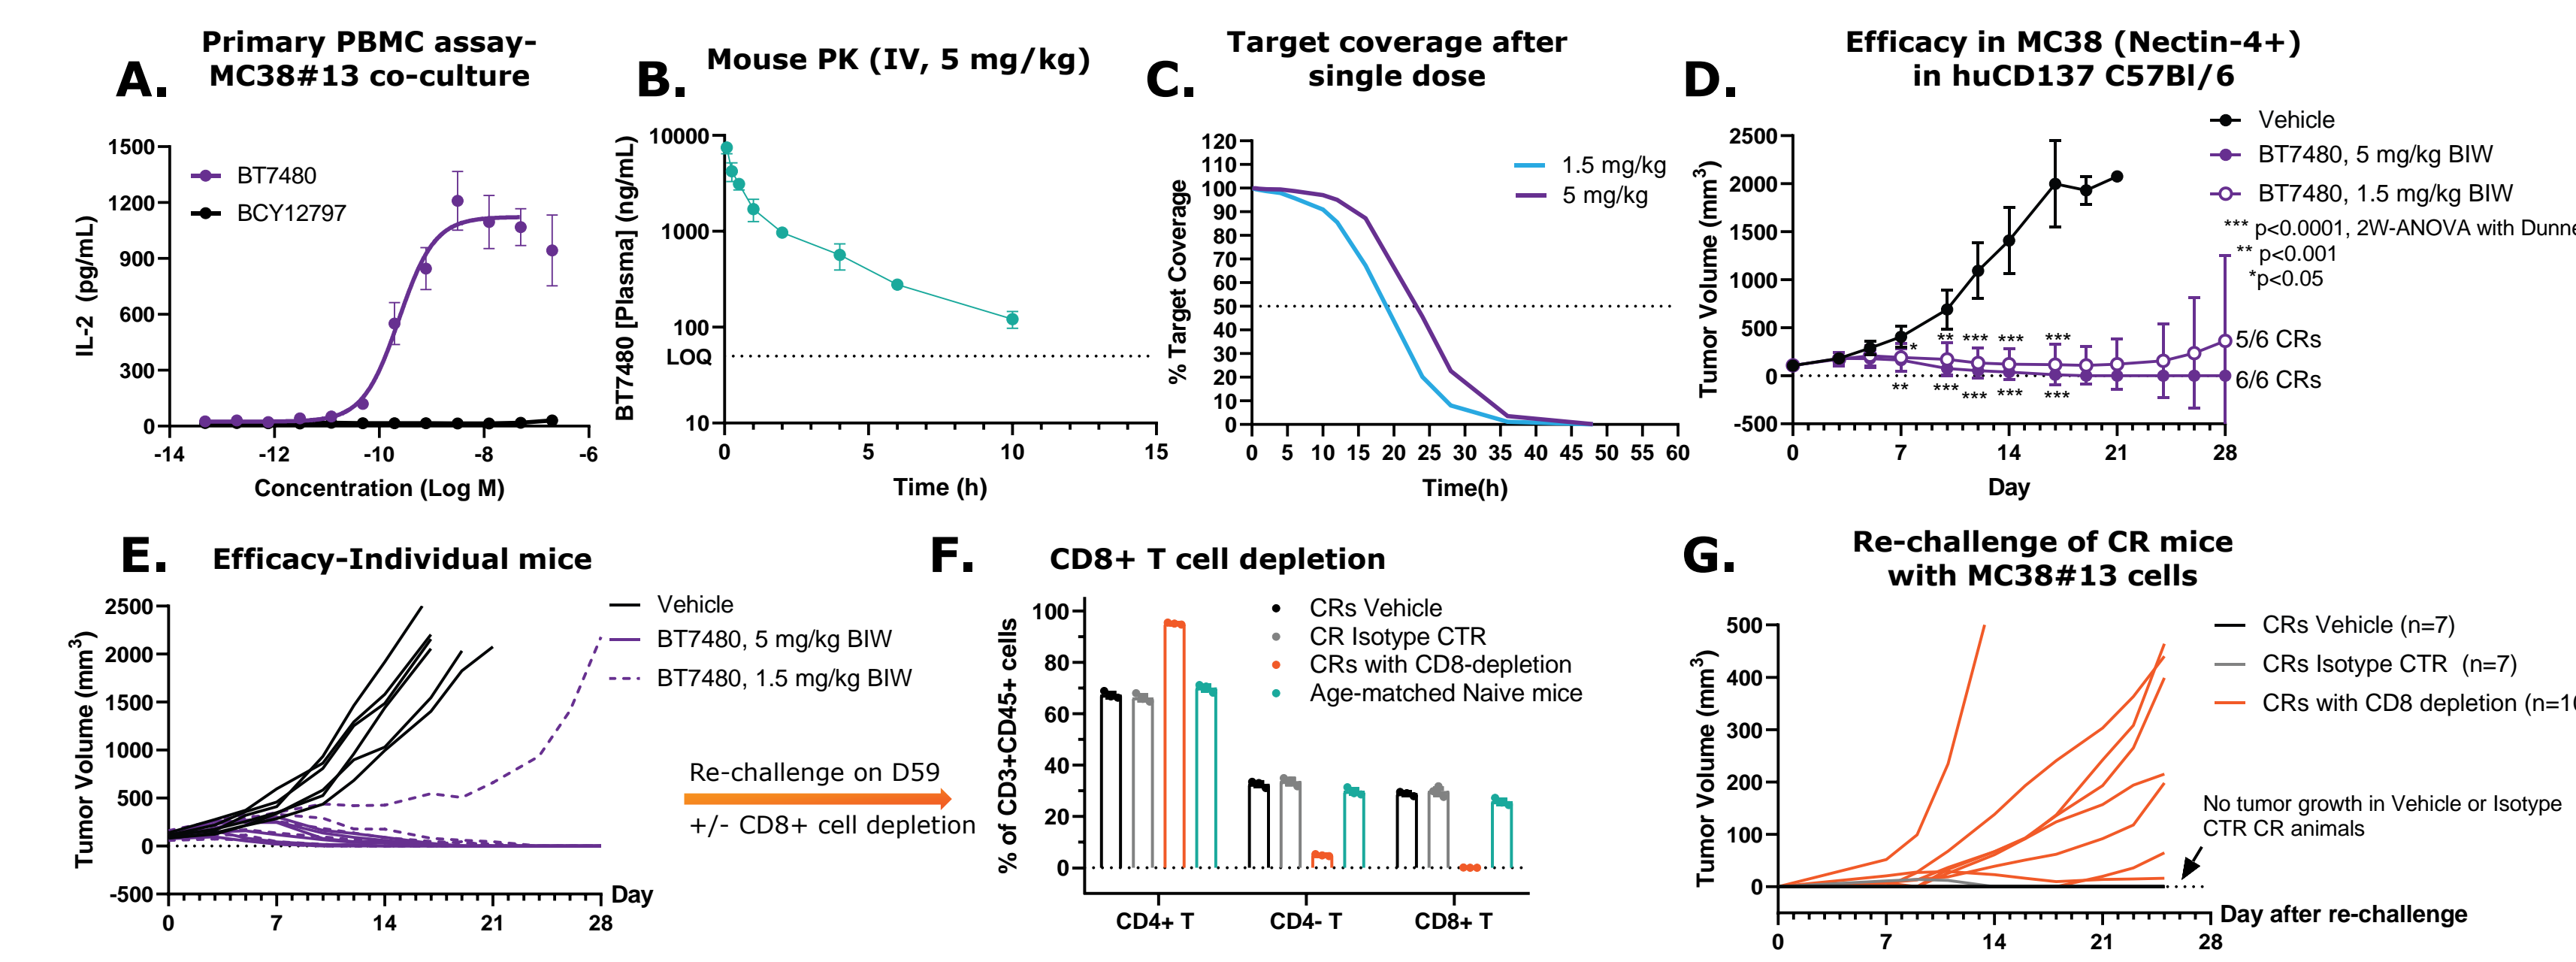 A.
Primary PBMC assay-
MC38#13 co-culture
IL-2 (pg/mL)
1500
1200
900
600
300
0
BT7480
BCY12797
-14 -12 -10 -8 -6
Concentration (Log M)
B.
Mouse PK (IV, 5 mg/kg)
BT7480 [Plasma] (ng/mL)
10000
1000
100
LOQ
10
0 5 10 15
Time (h)
C.
Target coverage after
single dose
% Target Coverage
120
110
100
90
80
70
60
50
40
30
20
10
0
1.5 mg/kg
5 mg/kg
0 5 10 15 20 25 30 35 40 45 50 55 60
Time(h)
D.
Efficacy in MC38 (Nectin-4+)
in huCD137 C57Bl/6
Tumor Volume (mm3)
2500
2000
1500
1000
500
0
-500
Vehicle
BT7480, 5 mg/kg BIW
BT7480, 1.5 mg/kg BIW
*** p<0.0001, 2W-ANOVA with Dunne
** p<0.001
*p<0.05
* ** *** *** ***
** *** *** *** ***
5/6 CRs
6/6 CRs
0 7 14 21 28
Day
E.
Efficacy-Individual mice
Tumor Volume (mm3)
2500
2000
1500
1000
500
0
-500
Vehicle
BT7480, 5 mg/kg BIW
BT7480, 1.5 mg/kg BIW
0 7 14 21 28
Day
Re-challenge on D59
+/- CD8+ cell depletion
F.
CD8+ T cell depletion
% of CD3+CD45+ cells
100
80
60
40
20
0
CRs Vehicle
CR Isotype CTR
CRs with CD8-depletion
Age-matched Naive mice
CD4+ T CD4- T CD8+ T
G.
Re-challenge of CR mice
with MC38#13 cells
Tumor Volume (mm3)
500
400
300
200
100
0
CRs Vehicle (n=7)
CRs Isotype CTR (n=7)
CRs with CD8 depletion (n=10
No tumor growth in Vehicle or Isotype
CTR CR animals
0 7 14 21 28
Day after re-challenge